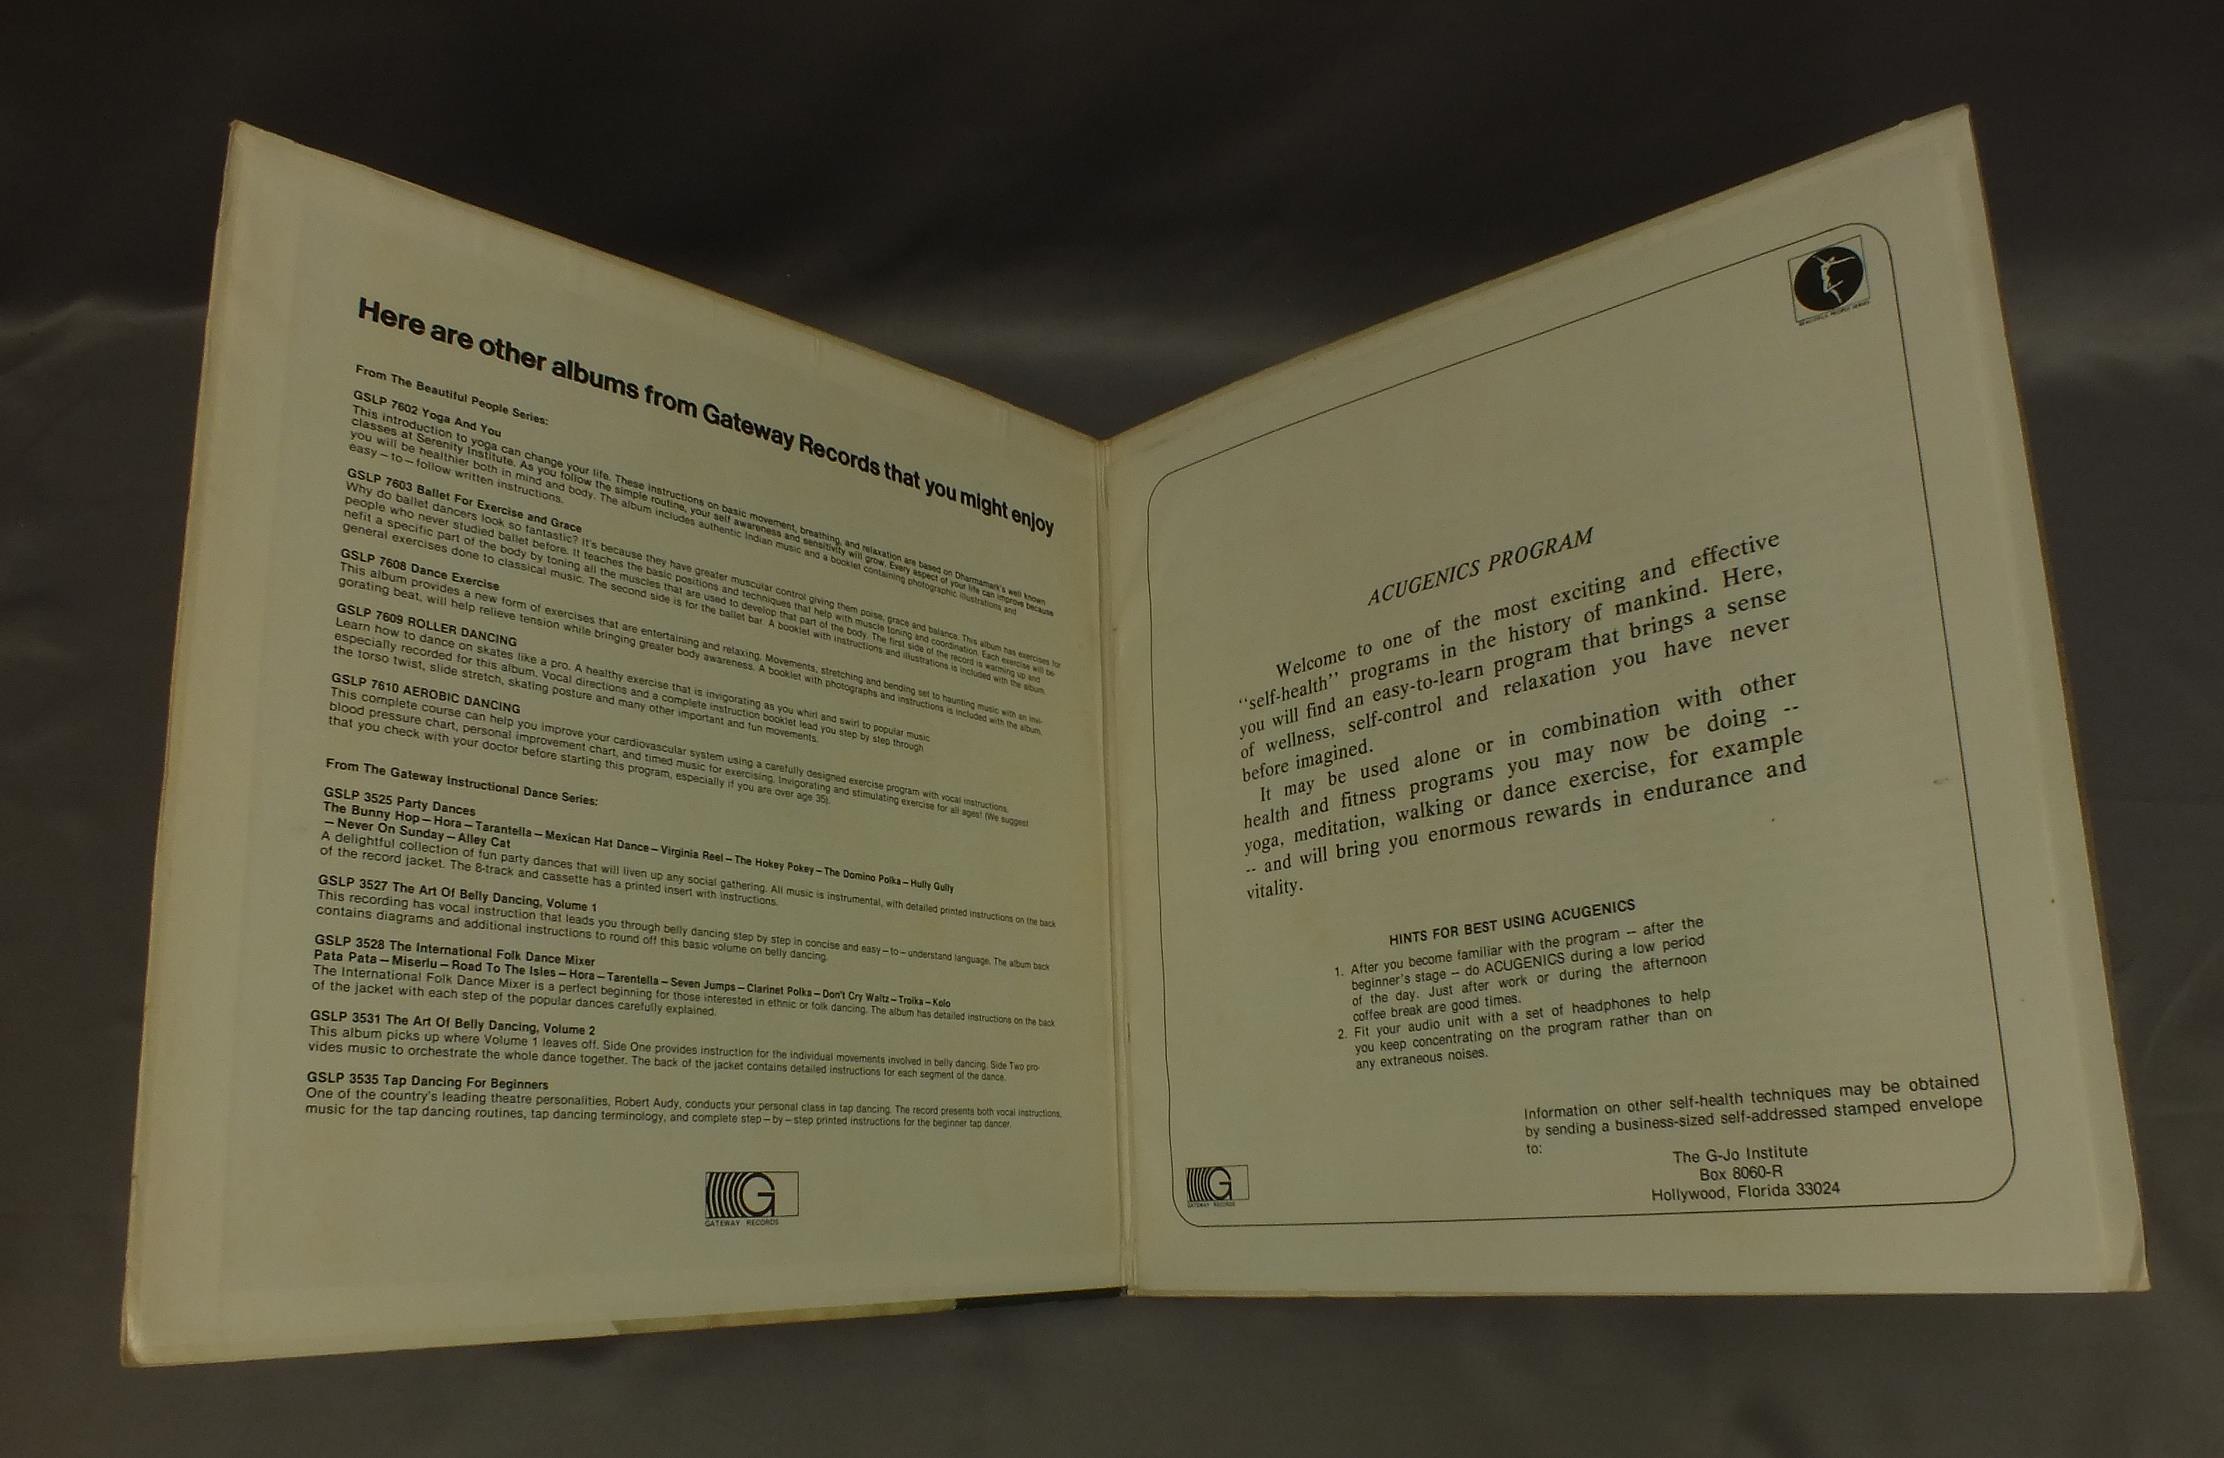 Here are other albums from Gateway Records that you might enjoy
From The Beautiful People Series:
GSLP 7602 Yoga And You
This introduction to yoga can change your life. These instructions on basic movement, breathing, and relaxation are based on Dharmamark's well known
classes at Serenity Institute. As you follow the simple routine, your self awareness and sensitivity will grow. Every aspect of your life can improve because
you will be healthier both in mind and body. The album includes authentic Indian music and a booklet containing photographic illustrations and
easy–to–follow written instructions.
GSLP 7603 Ballet For Exercise and Grace
Why do ballet dancers look so fantastic? It's because they have greater muscular control giving them poise, grace and balance. This album has exercises for
people who never studied ballet before. It teaches the basic positions and techniques that help with muscle toning and coordination. Each exercise will be-
nefit a specific part of the body by toning all the muscles that are used to develop that part of the body. The first side of the record is warming up and
general exercises done to classical music. The second side is for the ballet bar. A booklet with instructions and illustrations is included with the album.
GSLP 7608 Dance Exercise
This album provides a new form of exercises that are entertaining and relaxing. Movements, stretching and bending set to haunting music with an invi-
gorating beat, will help relieve tension while bringing greater body awareness. A booklet with photographs and instructions is included with the album.
GSLP 7609 ROLLER DANCING
Learn how to dance on skates like a pro. A healthy exercise that is invigorating as you whirl and swirl to popular music
especially recorded for this album. Vocal directions and a complete instruction booklet lead you step by step through
the torso twist, slide stretch, skating posture and many other important and fun movements.
GSLP 7610 AEROBIC DANCING
This complete course can help you improve your cardiovascular system using a carefully designed exercise program with vocal instructions,
blood pressure chart, personal improvement chart, and timed music for exercising. Invigorating and stimulating exercise for all ages! (We suggest
that you check with your doctor before starting this program, especially if you are over age 35).
From The Gateway Instructional Dance Series:
GSLP 3525 Party Dances
The Bunny Hop – Hora – Tarantella – Mexican Hat Dance – Virginia Reel – The Hokey Pokey – The Domino Polka – Hully Gully
– Never On Sunday – Alley Cat
A delightful collection of fun party dances that will liven up any social gathering. All music is instrumental, with detailed printed instructions on the back
of the record jacket. The 8-track and cassette has a printed insert with instructions.
GSLP 3527 The Art Of Belly Dancing, Volume 1
This recording has vocal instruction that leads you through belly dancing step by step in concise and easy–to–understand language. The album back
contains diagrams and additional instructions to round off this basic volume on belly dancing.
GSLP 3528 The International Folk Dance Mixer
Pata Pata – Miserlu – Road To The Isles – Hora – Tarentella – Seven Jumps – Clarinet Polka – Don't Cry Waltz – Troika – Kolo
The International Folk Dance Mixer is a perfect beginning for those interested in ethnic or folk dancing. The album has detailed instructions on the back
of the jacket with each step of the popular dances carefully explained.
GSLP 3531 The Art Of Belly Dancing, Volume 2
This album picks up where Volume 1 leaves off. Side One provides instruction for the individual movements involved in belly dancing. Side Two pro-
vides music to orchestrate the whole dance together. The back of the jacket contains detailed instructions for each segment of the dance.
GSLP 3535 Tap Dancing For Beginners
One of the country's leading theatre personalities, Robert Audy, conducts your personal class in tap dancing. The record presents both vocal instructions,
music for the tap dancing routines, tap dancing terminology, and complete step–by–step printed instructions for the beginner tap dancer.
G
GATEWAY RECORDS
BEAUTIFUL PEOPLE SERIES
ACUGENICS PROGRAM
Welcome to one of the most exciting and effective
"self-health" programs in the history of mankind. Here,
you will find an easy-to-learn program that brings a sense
of wellness, self-control and relaxation you have never
before imagined.
It may be used alone or in combination with other
health and fitness programs you may now be doing --
yoga, meditation, walking or dance exercise, for example
-- and will bring you enormous rewards in endurance and
vitality.
HINTS FOR BEST USING ACUGENICS
1. After you become familiar with the program -- after the
beginner's stage -- do ACUGENICS during a low period
of the day. Just after work or during the afternoon
coffee break are good times.
2. Fit your audio unit with a set of headphones to help
you keep concentrating on the program rather than on
any extraneous noises.
Information on other self-health techniques may be obtained
by sending a business-sized self-addressed stamped envelope
to:
The G-Jo Institute
Box 8060-R
Hollywood, Florida 33024
G
GATEWAY RECORDS